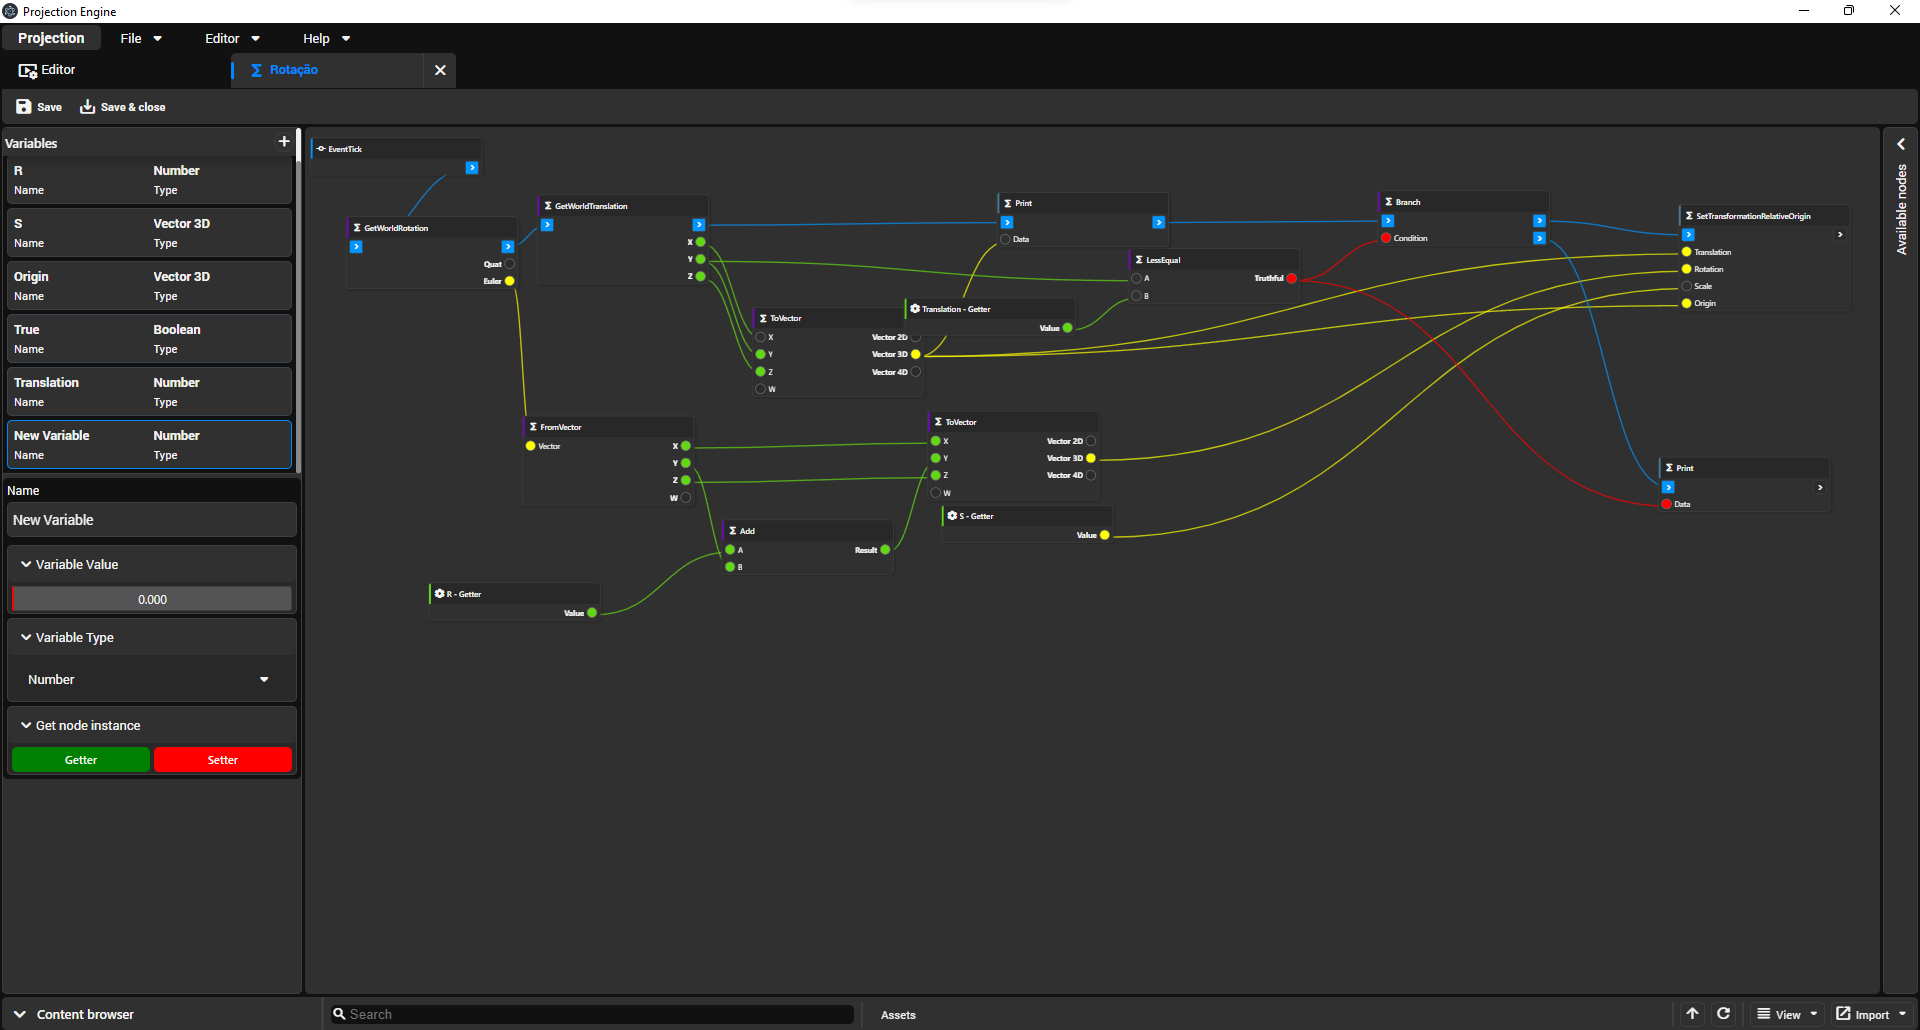 Projection Engine
Projection File Editor Help
Editor Rotação
Save Save & close
Variables
R Number
Name Type
S Vector 3D
Name Type
Origin Vector 3D
Name Type
True Boolean
Name Type
Translation Number
Name Type
New Variable Number
Name Type
Name
New Variable
Variable Value
0.000
Variable Type
Number
Get node instance
Getter Setter
EventTick
GetWorldRotation
Quat
Euler
GetWorldTranslation
X
Y
Z
Print
Data
LessEqual
A Truthful
B
Branch
Condition
SetTransformationRelativeOrigin
Translation
Rotation
Scale
Origin
Translation - Getter
Value
ToVector
X Vector 2D
Y Vector 3D
Z Vector 4D
W
FromVector
Vector X
Y
Z
W
ToVector
X Vector 2D
Y Vector 3D
Z Vector 4D
W
S - Getter
Value
Add
A Result
B
R - Getter
Value
Print
Data
Available nodes
Content browser Search Assets View Import